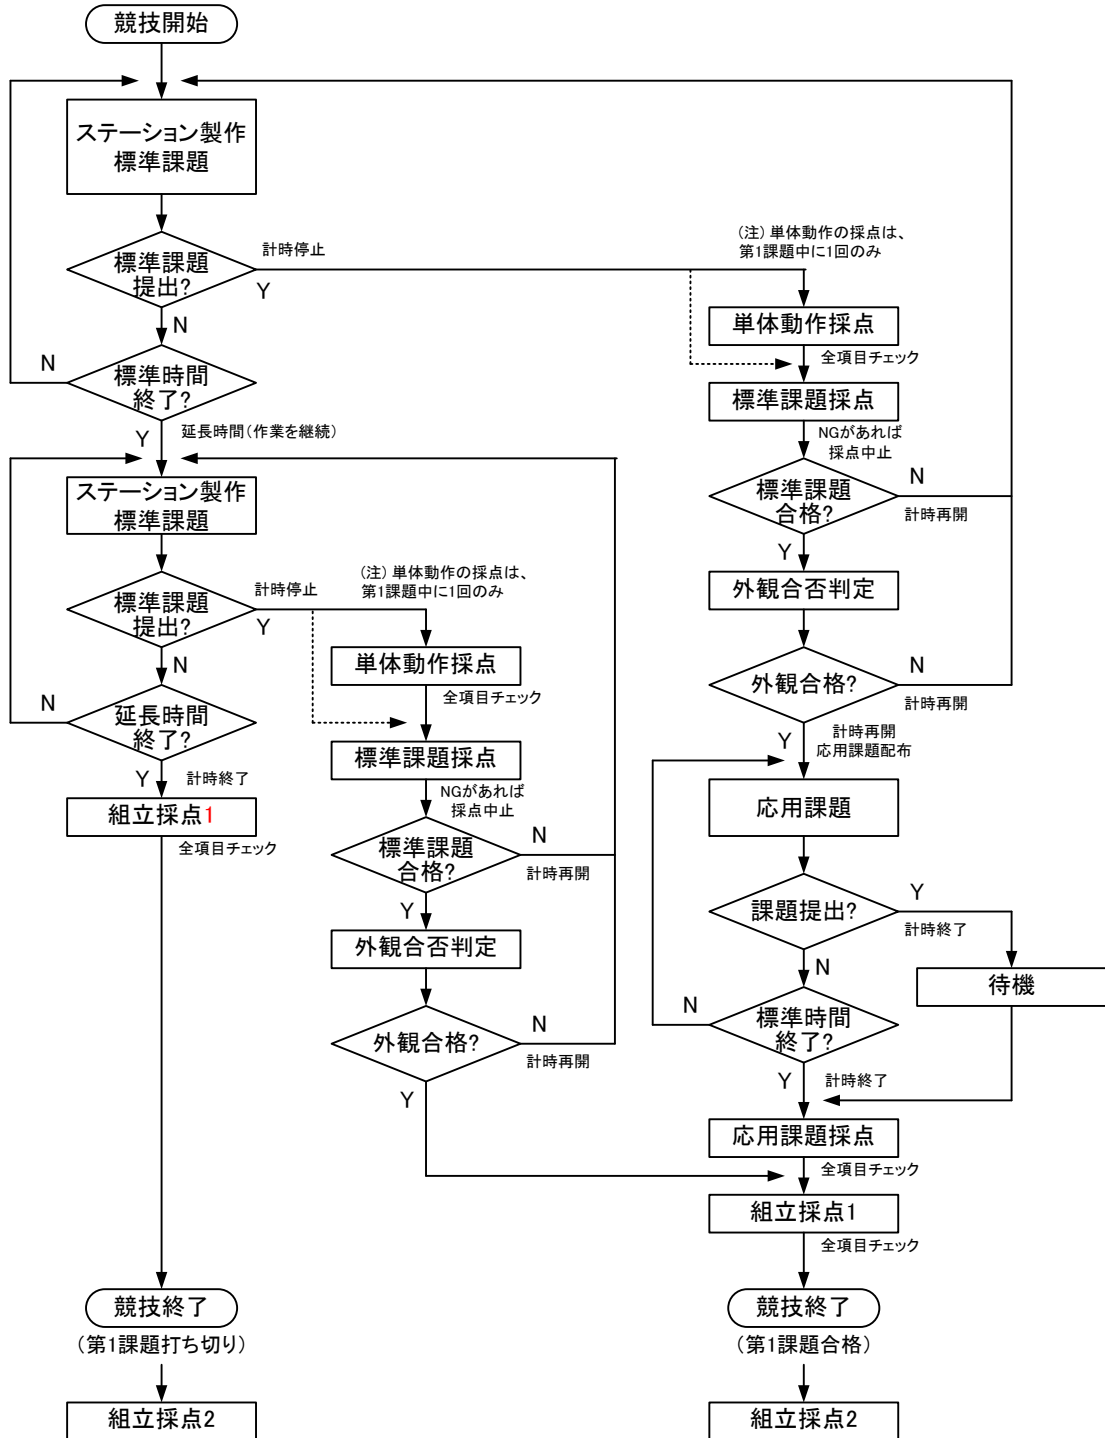 競技開始
ステーション製作
標準課題
標準課題
提出?
計時停止
Y
N
標準時間
終了?
N
Y
延長時間(作業を継続)
ステーション製作
標準課題
標準課題
提出?
計時停止
Y
N
延長時間
終了?
N
Y
計時終了
組立採点1
全項目チェック
競技終了
(第1課題打ち切り)
組立採点2
(注) 単体動作の採点は、
第1課題中に1回のみ
単体動作採点
全項目チェック
標準課題採点
NGがあれば
採点中止
標準課題
合格?
N
計時再開
Y
外観合否判定
外観合格?
N
計時再開
Y
(注) 単体動作の採点は、
第1課題中に1回のみ
単体動作採点
全項目チェック
標準課題採点
NGがあれば
採点中止
標準課題
合格?
N
計時再開
Y
外観合否判定
外観合格?
N
計時再開
Y
計時再開
応用課題配布
応用課題
課題提出?
Y
計時終了
待機
N
標準時間
終了?
N
Y
計時終了
応用課題採点
全項目チェック
組立採点1
全項目チェック
競技終了
(第1課題合格)
組立採点2